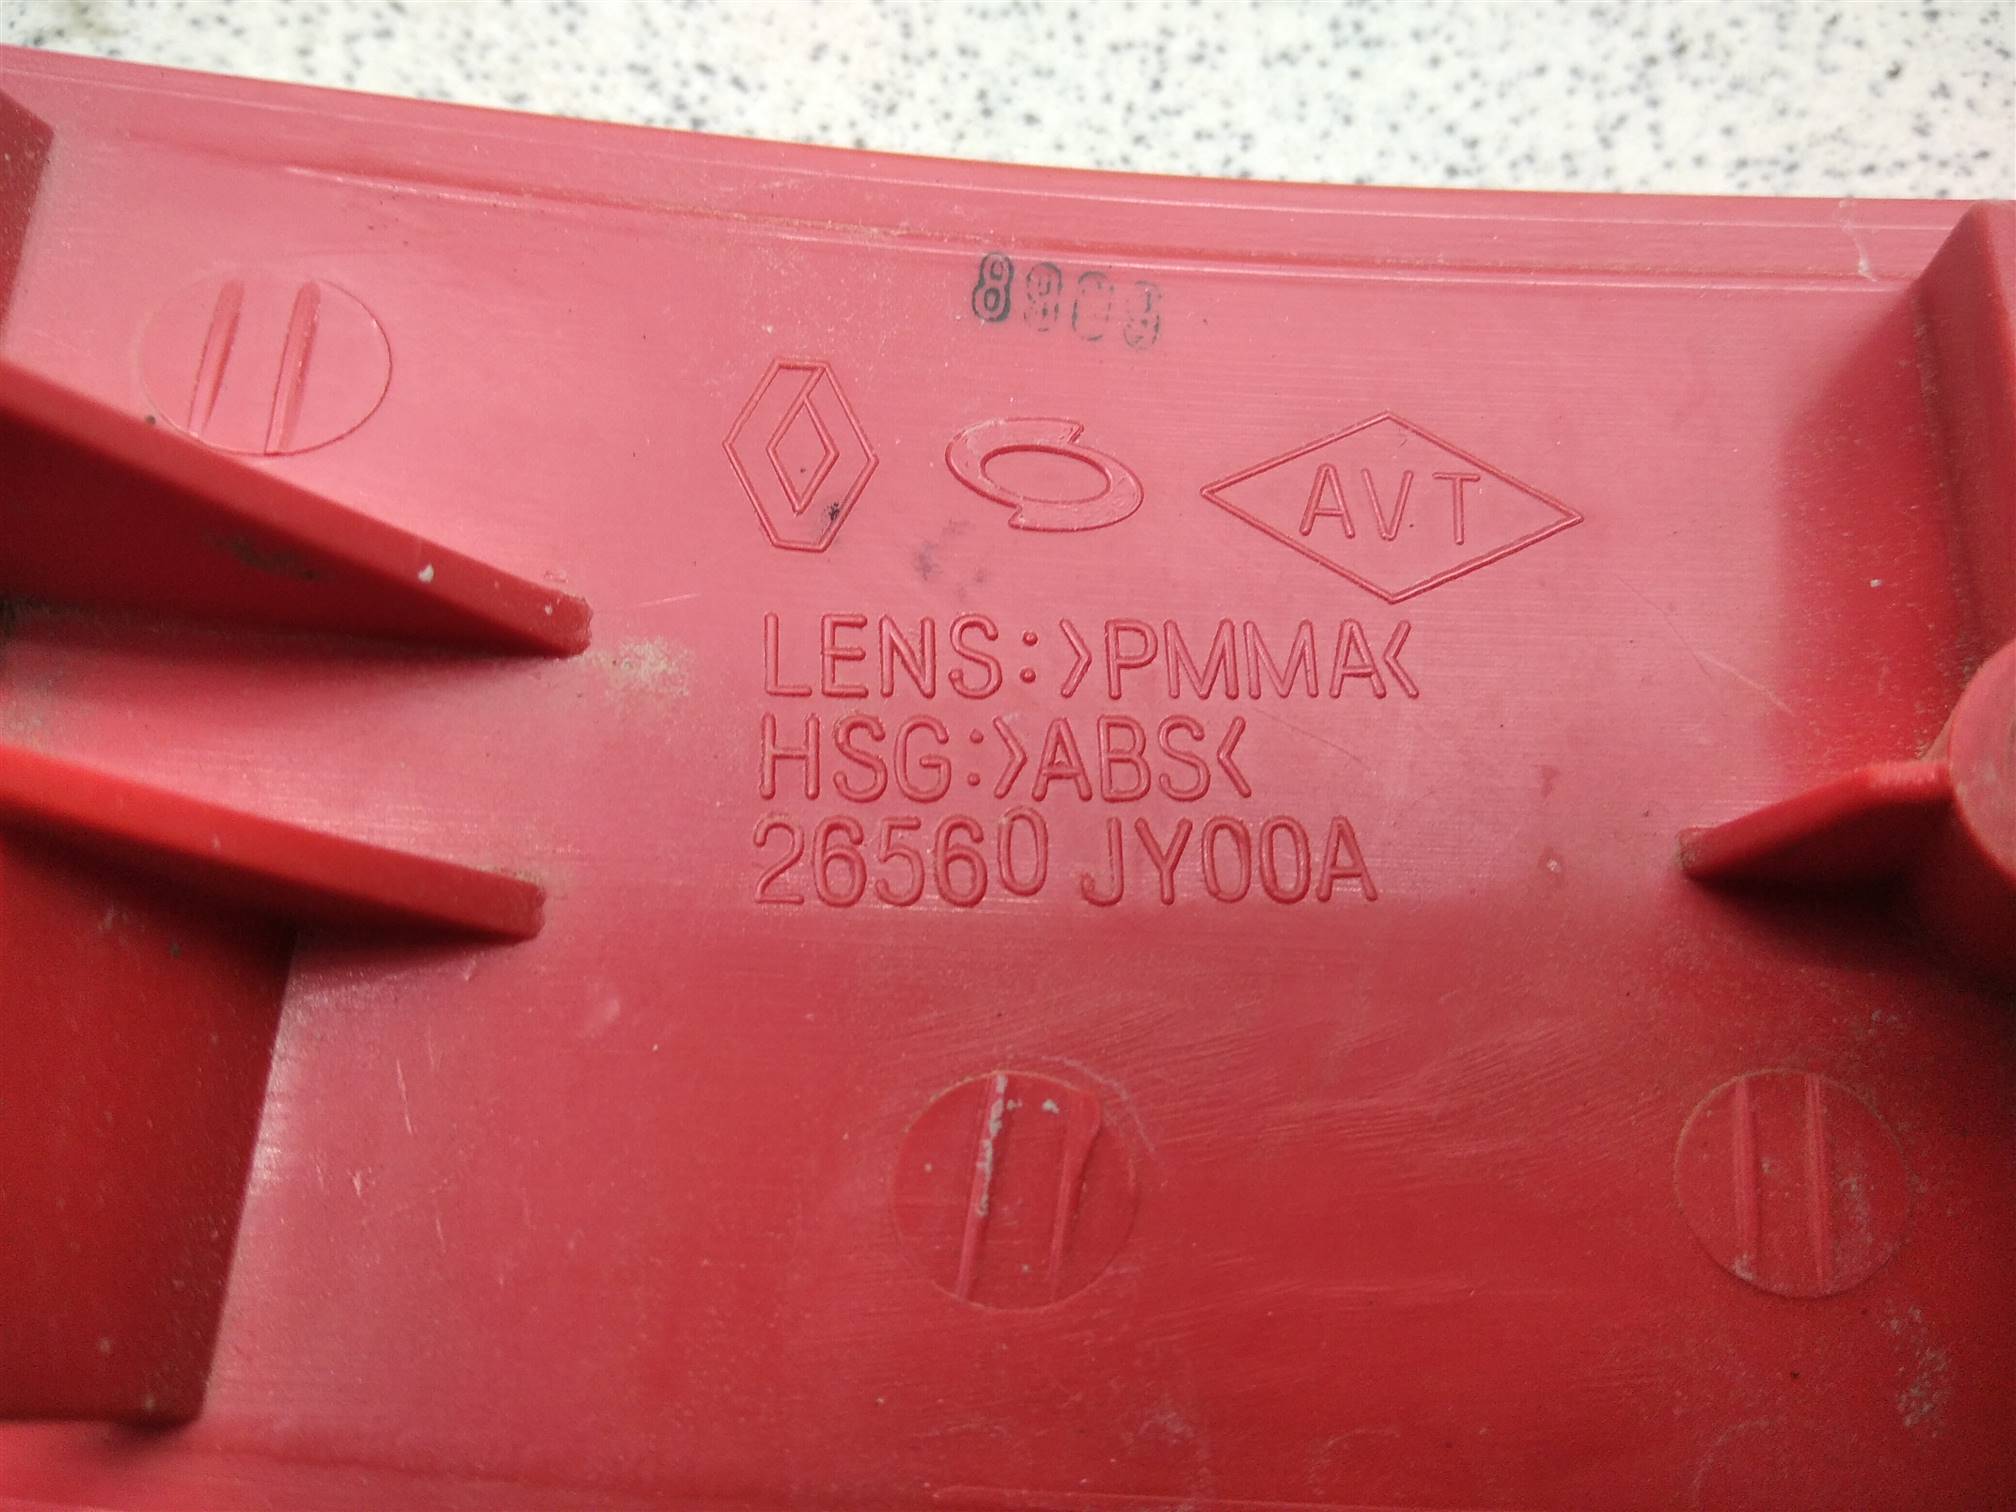 AVT
LENS:>PMMA<
HSG:>ABS<
26560 JY00A